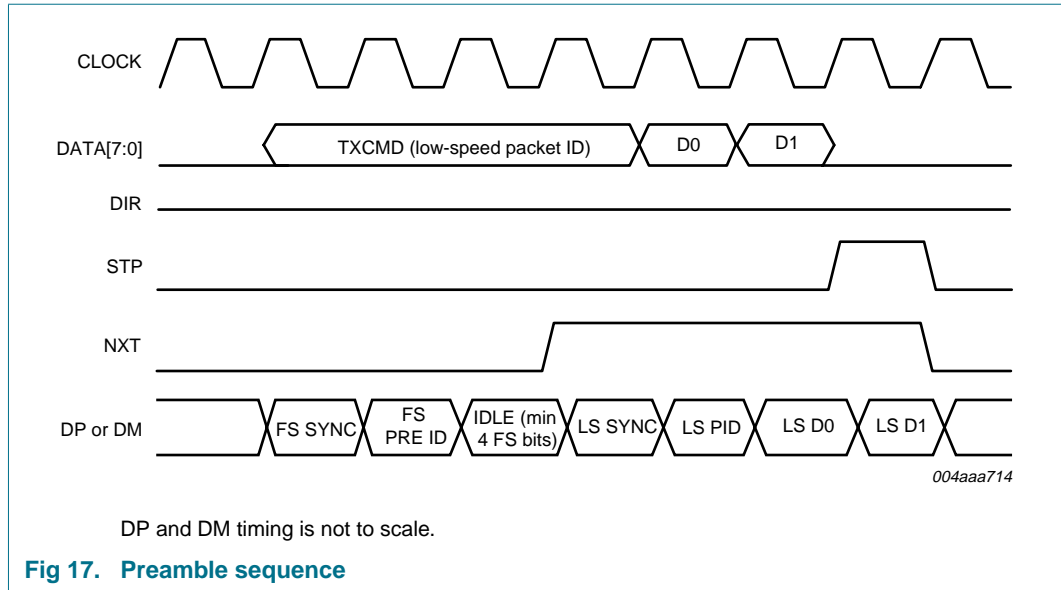 CLOCK
DATA[7:0]
TXCMD (low-speed packet ID)
D0
D1
DIR
STP
NXT
DP or DM
FS SYNC
FS
PRE ID
IDLE (min
4 FS bits)
LS SYNC
LS PID
LS D0
LS D1
004aaa714
DP and DM timing is not to scale.
Fig 17. Preamble sequence